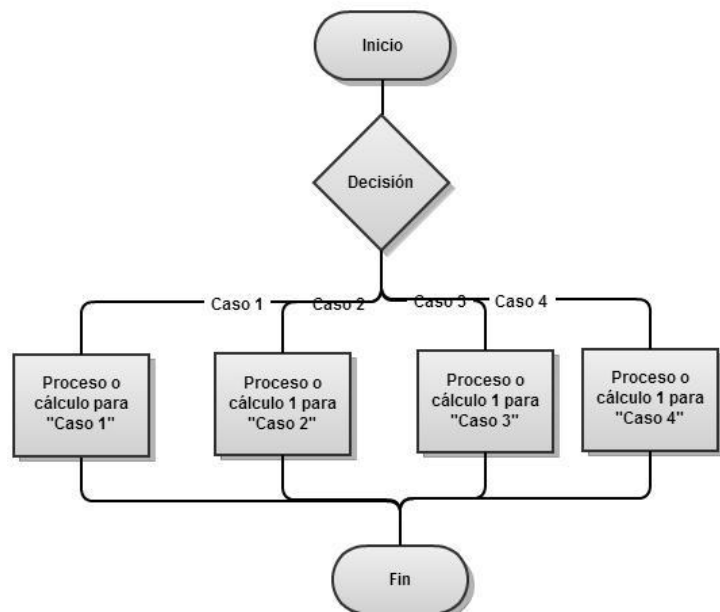 Inicio
Decisión
Caso 1
Caso 2
Caso 3
Caso 4
Proceso o
cálculo para
"Caso 1"
Proceso o
cálculo 1 para
"Caso 2"
Proceso o
cálculo 1 para
"Caso 3"
Proceso o
cálculo 1 para
"Caso 4"
Fin